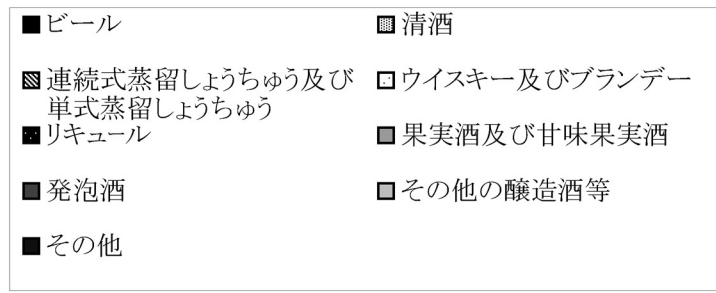 ビール
清酒
連続式蒸留しょうちゅう及び
単式蒸留しょうちゅう
ウイスキー及びブランデー
リキュール
果実酒及び甘味果実酒
発泡酒
その他の醸造酒等
その他